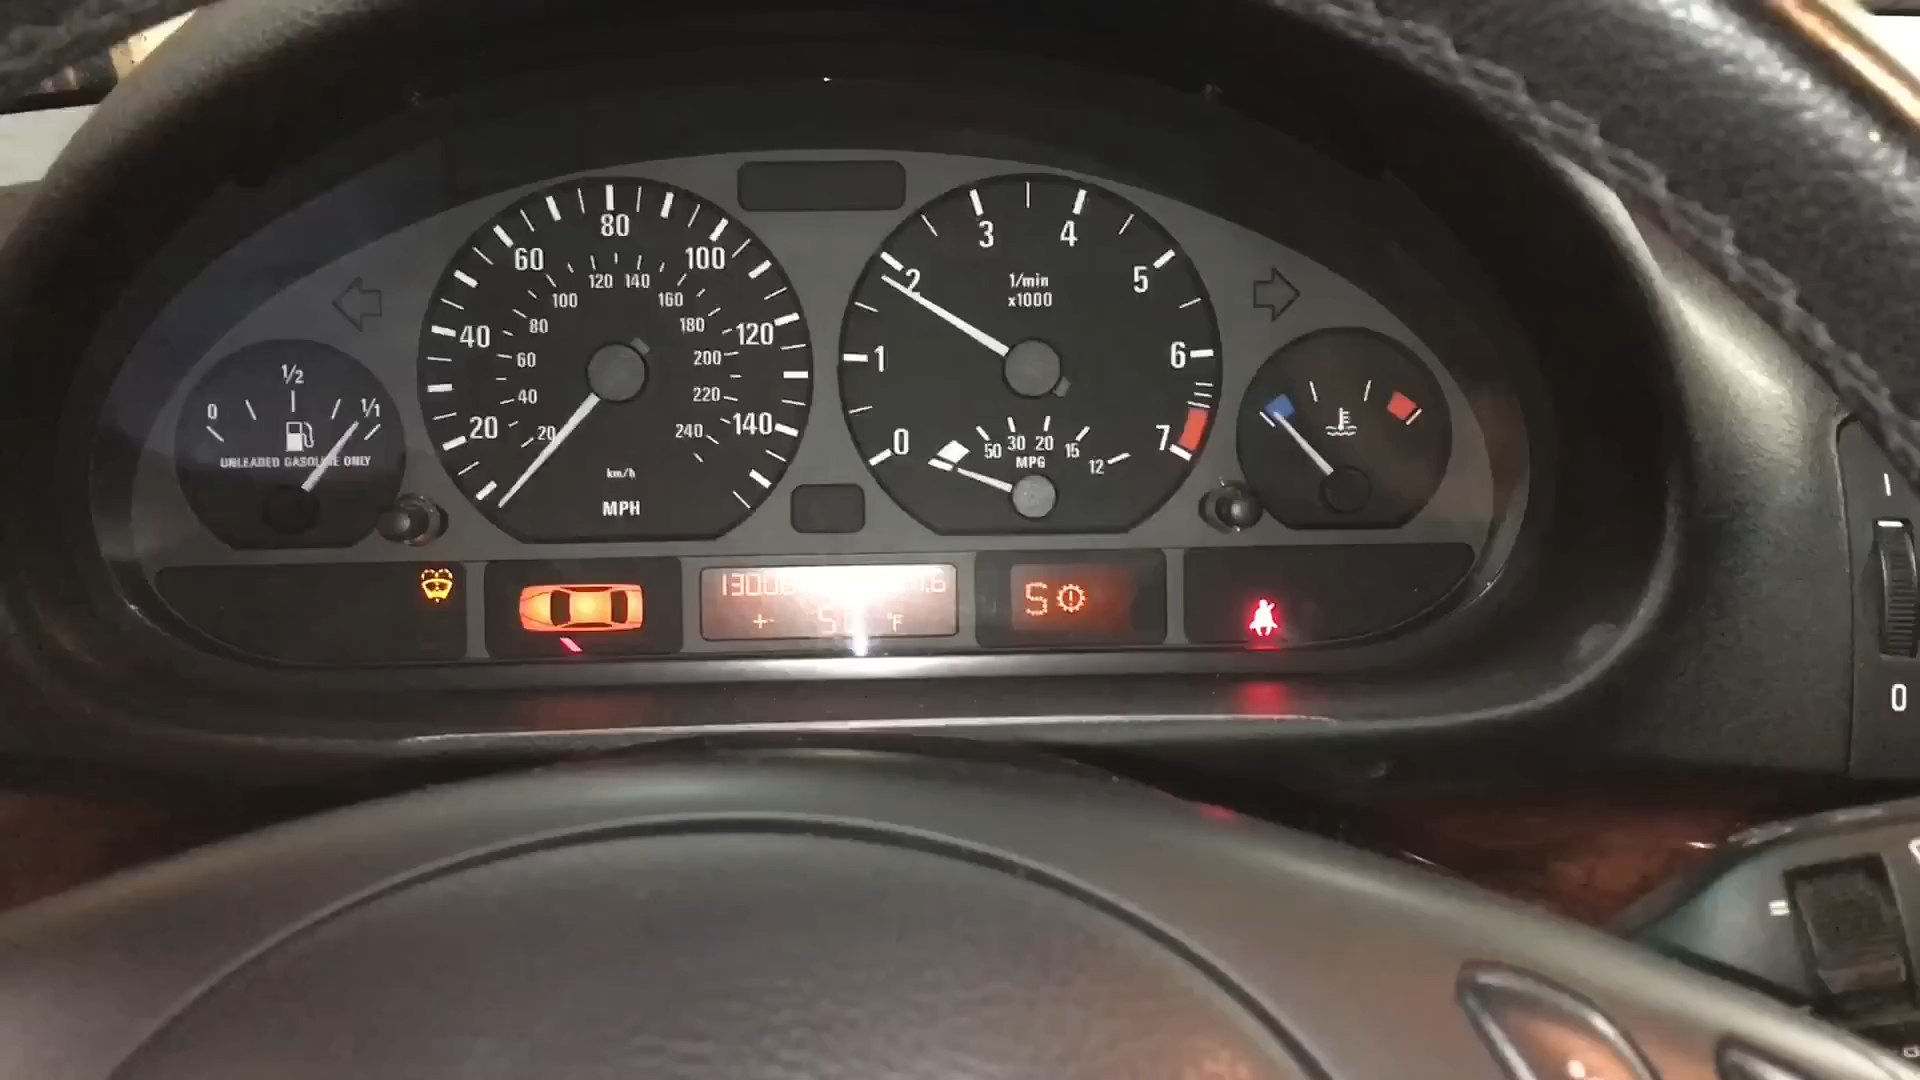 0 1/2 1/1
UNLEADED GASOLINE ONLY
20 40 60 80 100 120 140
20 40 60 80 100 120 140 160 180 200 220 240
km/h
MPH
0 1 2 3 4 5 6 7
1/min
x1000
50 30 20 15 12
MPG
+- °F
S
1
0